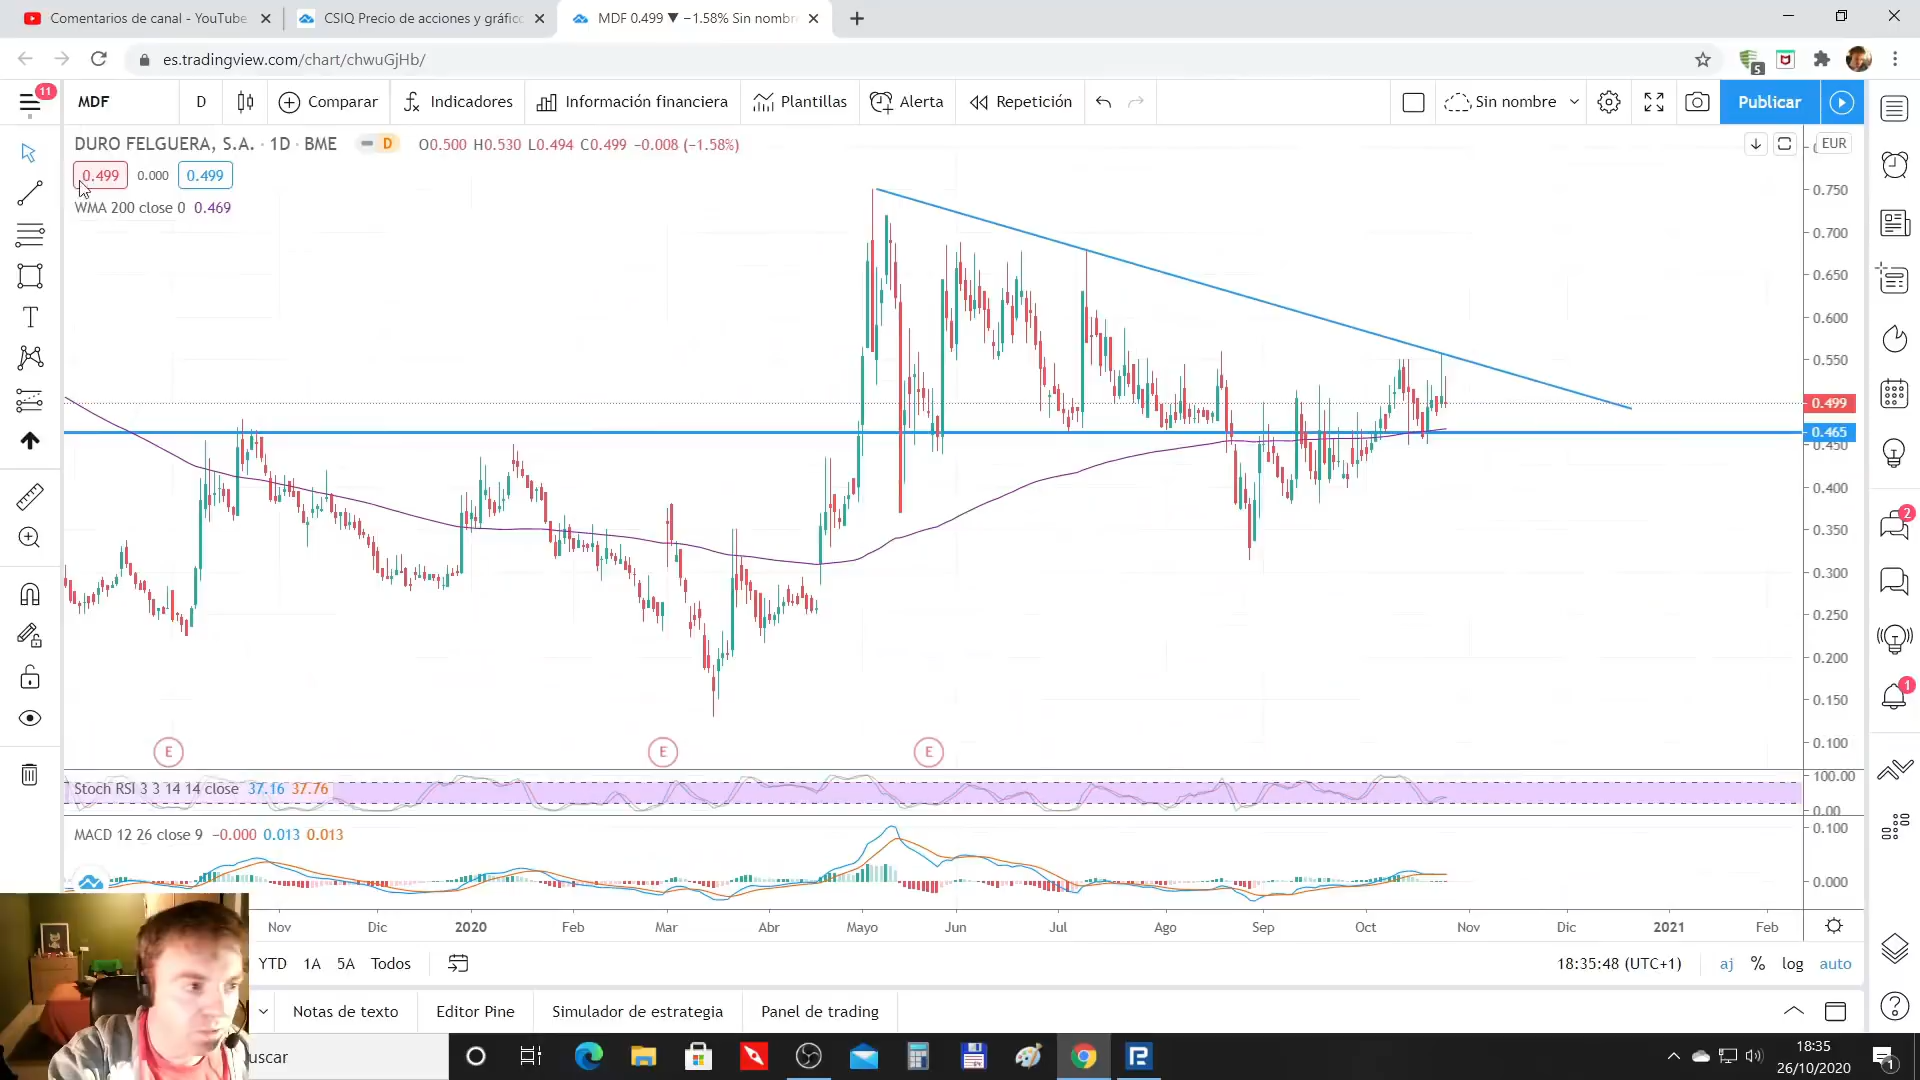 Comentarios de canal - YouTube
CSIQ Precio de acciones y gráfic
MDF 0.499 ▼ −1.58% Sin nombr
es.tradingview.com/chart/chwuGjHb/
5
11
MDF
D
Comparar
Indicadores
Información financiera
Plantillas
Alerta
Repetición
Sin nombre
Publicar
DURO FELGUERA, S.A. · 1D · BME
D
O0.500 H0.530 L0.494 C0.499 −0.008 (−1.58%)
EUR
0.499
0.000
0.499
WMA 200 close 0 0.469
0.750
0.700
0.650
0.600
0.550
0.499
0.465
0.450
0.400
0.350
0.300
0.250
0.200
0.150
0.100
2
1
E
E
E
Stoch RSI 3 3 14 14 close 37.16 37.76
100.00
0.00
MACD 12 26 close 9 −0.000 0.013 0.013
0.100
0.000
Nov
Dic
2020
Feb
Mar
Abr
Mayo
Jun
Jul
Ago
Sep
Oct
Nov
Dic
2021
Feb
YTD
1A
5A
Todos
18:35:48 (UTC+1)
aj
%
log
auto
Notas de texto
Editor Pine
Simulador de estrategia
Panel de trading
uscar
18:35
26/10/2020
1